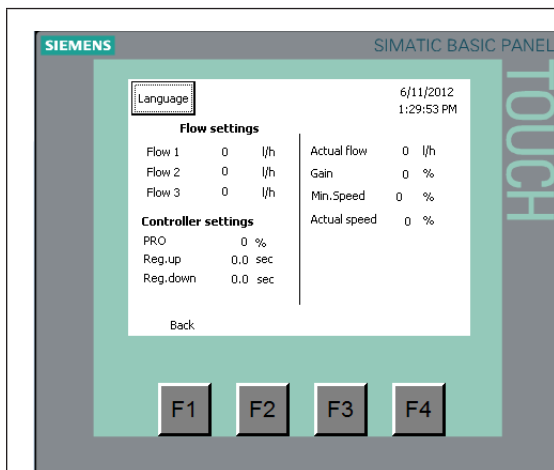 SIEMENS
SIMATIC BASIC PANEL
TOUCH
Language
6/11/2012
1:29:53 PM
Flow settings
Flow 1 0 l/h
Flow 2 0 l/h
Flow 3 0 l/h
Controller settings
PRO 0 %
Reg.up 0.0 sec
Reg.down 0.0 sec
Actual flow 0 l/h
Gain 0 %
Min.Speed 0 %
Actual speed 0 %
Back
F1 F2 F3 F4